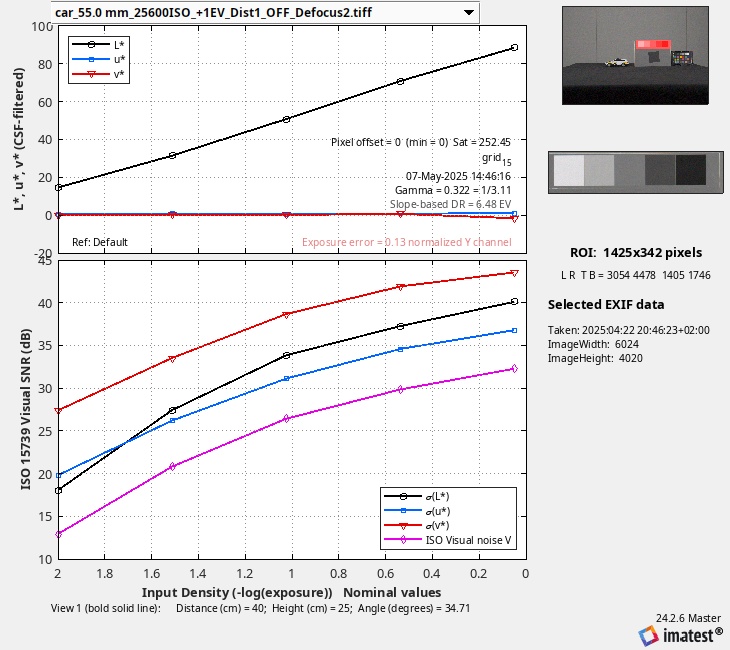 car_55.0 mm_25600ISO_+1EV_Dist1_OFF_Defocus2.tiff
100
80
60
40
20
0
-20
L*, u*, v* (CSF-filtered)
L*
u*
v*
Pixel offset = 0 (min = 0) Sat = 252.45
grid15
07-May-2025 14:46:16
Gamma = 0.322 = 1/3.11
Slope-based DR = 6.48 EV
Ref: Default
Exposure error = 0.13 normalized Y channel
45
40
35
30
25
20
15
10
ISO 15739 Visual SNR (dB)
𝜎(L*)
𝜎(u*)
𝜎(v*)
ISO Visual noise V
2 1.8 1.6 1.4 1.2 1 0.8 0.6 0.4 0.2 0
Input Density (-log(exposure)) Nominal values
View 1 (bold solid line): Distance (cm) = 40; Height (cm) = 25; Angle (degrees) = 34.71
ROI: 1425x342 pixels
L R T B = 3054 4478 1405 1746
Selected EXIF data
Taken: 2025:04:22 20:46:23+02:00
ImageWidth: 6024
ImageHeight: 4020
24.2.6 Master
imatest®